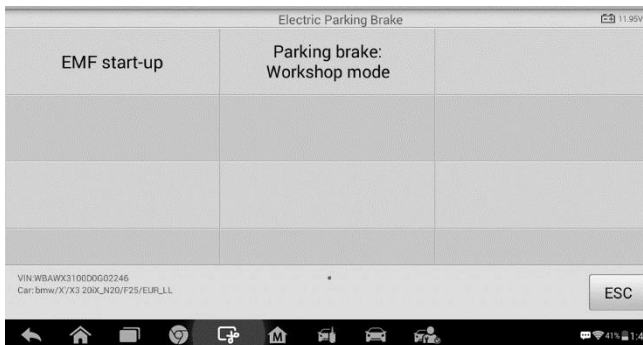 Electric Parking Brake
11.95V
EMF start-up
Parking brake:
Workshop mode
VIN:WBAWX3100D0G02246
Car: bmw/X'/X3 20iX_N20/F25/EUR_LL
ESC
M
41%